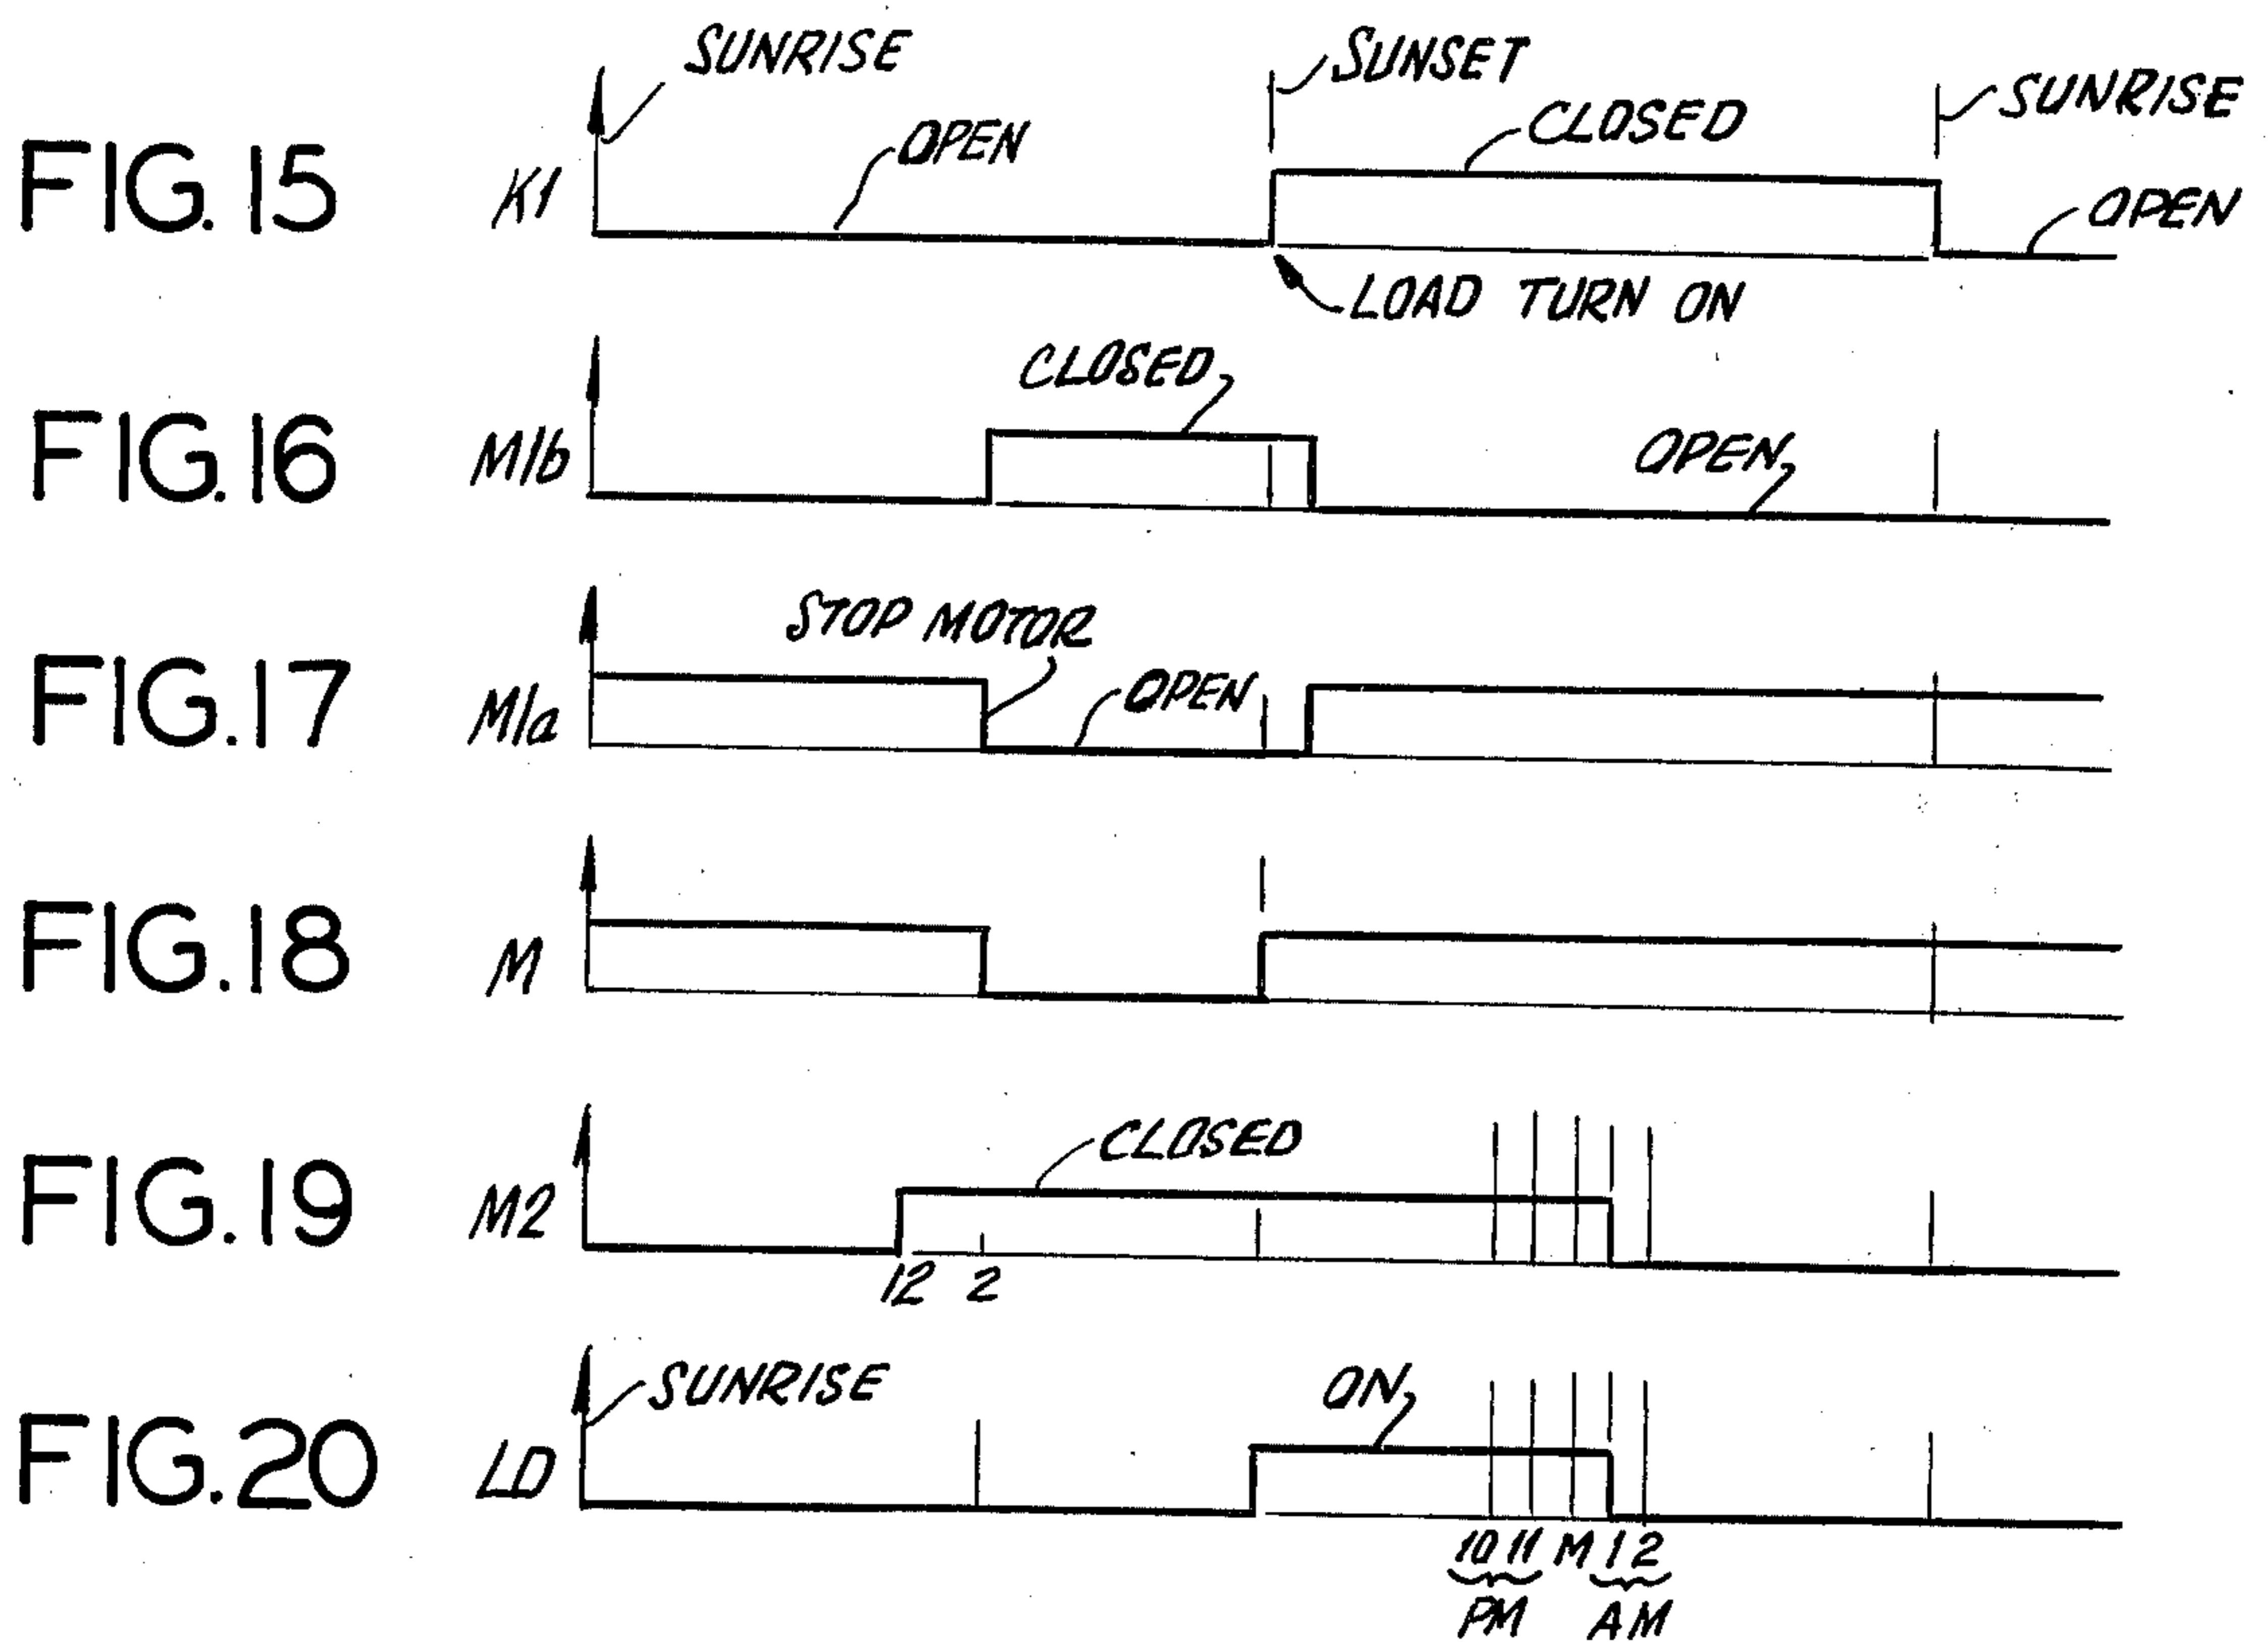 FIG. 15
K1
SUNRISE
OPEN
SUNSET
CLOSED
SUNRISE
OPEN
LOAD TURN ON
FIG. 16
M1b
CLOSED
OPEN
FIG. 17
M1a
STOP MOTOR
OPEN
FIG. 18
M
FIG. 19
M2
CLOSED
12 2
FIG. 20
LD
SUNRISE
ON
10 11 M 1 2
PM AM